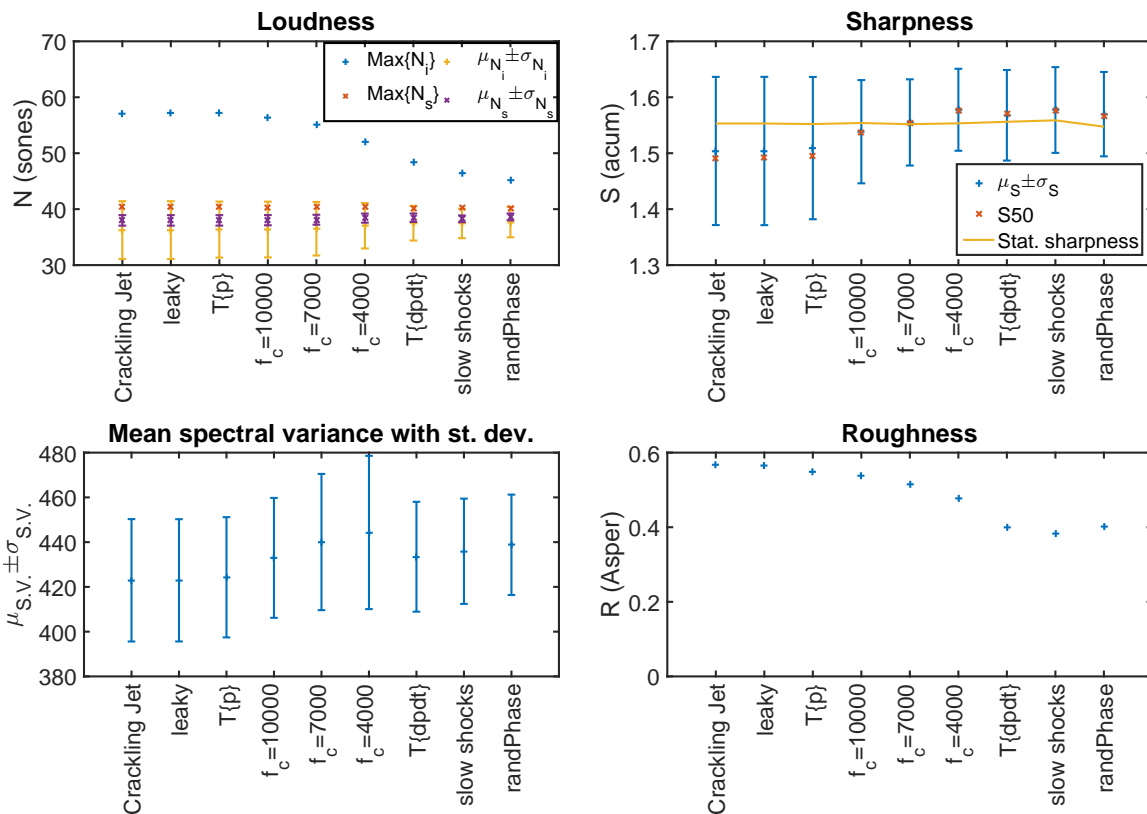 Loudness
N (sones)
70
60
50
40
30
Max{N_i} μ_{N_i}±σ_{N_i}
Max{N_s} μ_{N_s}±σ_{N_s}
Crackling Jet
leaky
T{p}
f_c=10000
f_c=7000
f_c=4000
T{dpdt}
slow shocks
randPhase
Sharpness
S (acum)
1.7
1.6
1.5
1.4
1.3
μ_S±σ_S
S50
Stat. sharpness
Crackling Jet
leaky
T{p}
f_c=10000
f_c=7000
f_c=4000
T{dpdt}
slow shocks
randPhase
Mean spectral variance with st. dev.
μ_{S.V.}±σ_{S.V.}
480
460
440
420
400
380
Crackling Jet
leaky
T{p}
f_c=10000
f_c=7000
f_c=4000
T{dpdt}
slow shocks
randPhase
Roughness
R (Asper)
0.6
0.4
0.2
0
Crackling Jet
leaky
T{p}
f_c=10000
f_c=7000
f_c=4000
T{dpdt}
slow shocks
randPhase